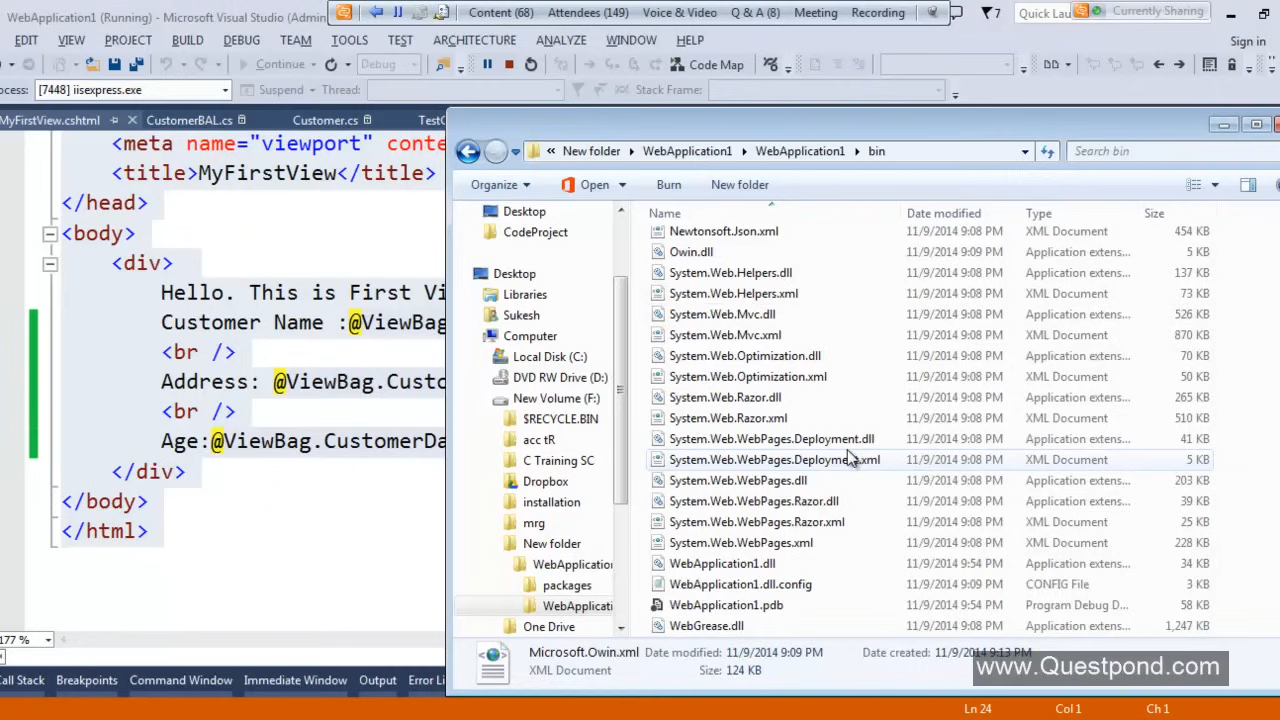 WebApplication1 (Running) - Microsoft Visual Studio (Admin
Content (68) Attendees (149) Voice & Video Q & A (8) Meeting Recording
7 Quick Lau Currently Sharing
EDIT VIEW PROJECT BUILD DEBUG TEAM TOOLS TEST ARCHITECTURE ANALYZE WINDOW HELP Sign in
Continue Debug Code Map
ocess: [7448] iisexpress.exe Suspend Thread: Stack Frame:
MyFirstView.cshtml CustomerBAL.cs Customer.cs TestC
<meta name="viewport" conte
<title>MyFirstView</title>
</head>
<body>
<div>
Hello. This is First Vi
Customer Name :@ViewBag
<br />
Address: @ViewBag.Custo
<br />
Age:@ViewBag.CustomerDa
</div>
</body>
</html>
177 %
Call Stack Breakpoints Command Window Immediate Window Output Error Li
« New folder WebApplication1 WebApplication1 bin Search bin
Organize Open Burn New folder
Desktop
CodeProject
Desktop
Libraries
Sukesh
Computer
Local Disk (C:)
DVD RW Drive (D:)
New Volume (F:)
$RECYCLE.BIN
acc tR
C Training SC
Dropbox
installation
mrg
New folder
WebApplication
packages
WebApplicati
One Drive
Name Date modified Type Size
Newtonsoft.Json.xml 11/9/2014 9:08 PM XML Document 454 KB
Owin.dll 11/9/2014 9:09 PM Application extens... 5 KB
System.Web.Helpers.dll 11/9/2014 9:08 PM Application extens... 137 KB
System.Web.Helpers.xml 11/9/2014 9:08 PM XML Document 73 KB
System.Web.Mvc.dll 11/9/2014 9:08 PM Application extens... 526 KB
System.Web.Mvc.xml 11/9/2014 9:08 PM XML Document 870 KB
System.Web.Optimization.dll 11/9/2014 9:08 PM Application extens... 70 KB
System.Web.Optimization.xml 11/9/2014 9:08 PM XML Document 50 KB
System.Web.Razor.dll 11/9/2014 9:08 PM Application extens... 265 KB
System.Web.Razor.xml 11/9/2014 9:08 PM XML Document 510 KB
System.Web.WebPages.Deployment.dll 11/9/2014 9:08 PM Application extens... 41 KB
System.Web.WebPages.Deployment.xml 11/9/2014 9:08 PM XML Document 5 KB
System.Web.WebPages.dll 11/9/2014 9:08 PM Application extens... 203 KB
System.Web.WebPages.Razor.dll 11/9/2014 9:08 PM Application extens... 39 KB
System.Web.WebPages.Razor.xml 11/9/2014 9:08 PM XML Document 25 KB
System.Web.WebPages.xml 11/9/2014 9:08 PM XML Document 228 KB
WebApplication1.dll 11/9/2014 9:54 PM Application extens... 34 KB
WebApplication1.dll.config 11/9/2014 9:09 PM CONFIG File 3 KB
WebApplication1.pdb 11/9/2014 9:54 PM Program Debug D... 58 KB
WebGrease.dll 11/9/2014 9:08 PM Application extens... 1,247 KB
Microsoft.Owin.xml Date modified: 11/9/2014 9:09 PM Date created: 11/9/2014 9:13 PM
XML Document Size: 124 KB
www.Questpond.com
Ln 24 Col 1 Ch 1